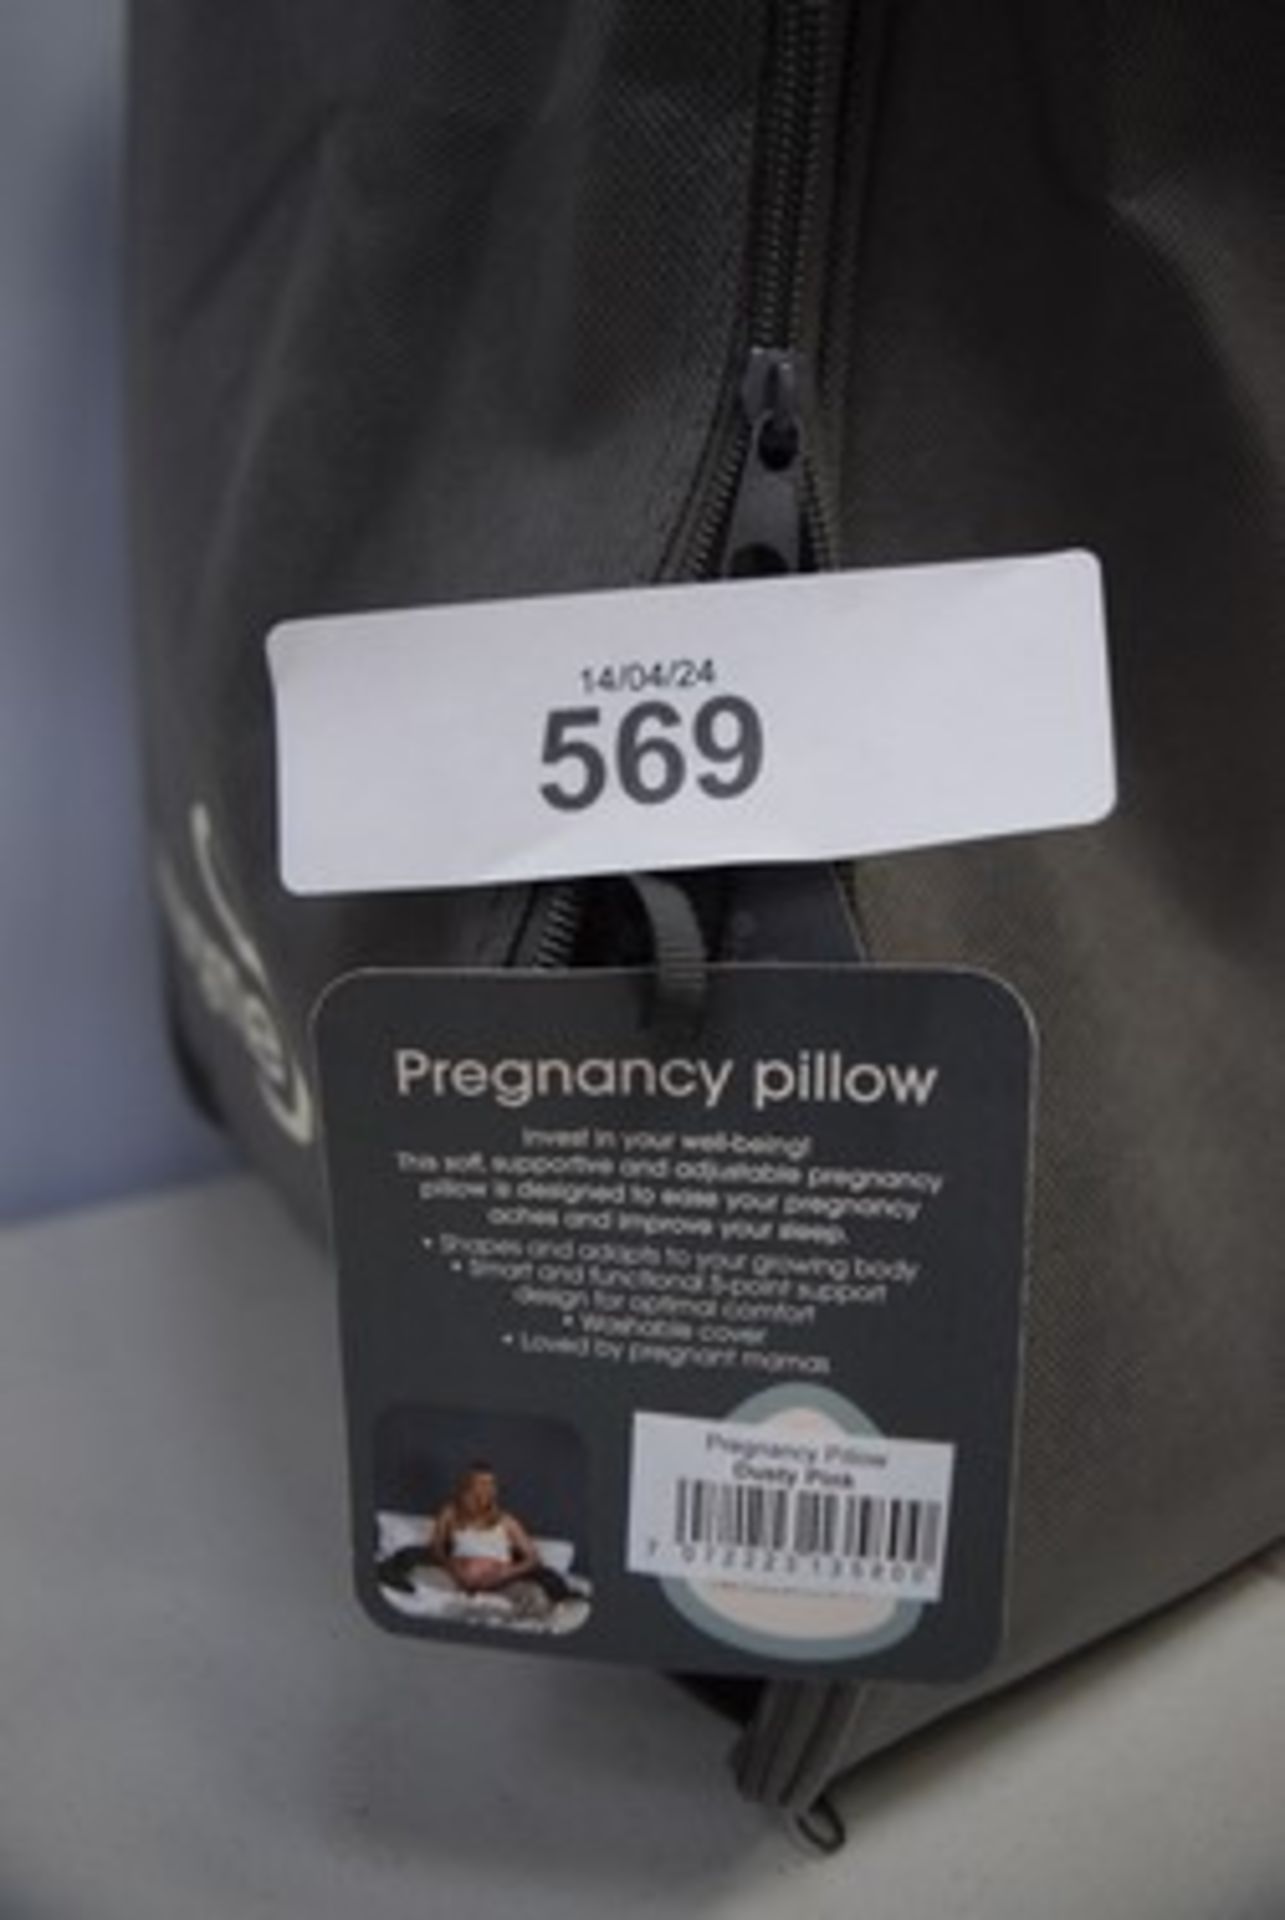 14/04/24
569
Pregnancy pillow
Invest in your well-being!
This soft, supportive and adjustable pregnancy
pillow is designed to ease your pregnancy
aches and improve your sleep.
• Shapes and adapts to your growing body
• Smart and functional 5-point support
design for optimal comfort
• Washable cover
• Loved by pregnant mamas
Pregnancy Pillow
Dusty Pink